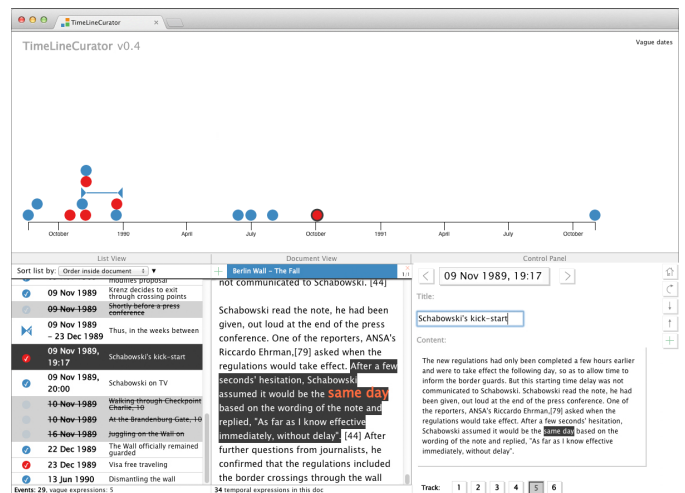 TimeLineCurator
TimeLineCurator v0.4
Vague dates
October 1990 April July October 1991 April July October
List View
Document View
Control Panel
Sort list by: Order inside document
09 Nov 1989
modifies proposal
Krenz decides to exit
through crossing points
09 Nov 1989
Shortly before a press
conference
09 Nov 1989
– 23 Dec 1989
Thus, in the weeks between
09 Nov 1989,
19:17
Schabowski's kick-start
09 Nov 1989,
20:00
Schabowski on TV
10 Nov 1989
Walking through Checkpoint
Charlie, 10
10 Nov 1989
At the Brandenburg Gate, 10
16 Nov 1989
Juggling on the Wall on
22 Dec 1989
The Wall officially remained
guarded
23 Dec 1989
Visa free traveling
13 Jun 1990
Dismantling the wall
Events: 29, vague expressions: 5
Berlin Wall – The Fall
1:1
not communicated to Schabowski. [44]
Schabowski read the note, he had been
given, out loud at the end of the press
conference. One of the reporters, ANSA's
Riccardo Ehrman,[79] asked when the
regulations would take effect. After a few
seconds' hesitation, Schabowski
assumed it would be the same day
based on the wording of the note and
replied, "As far as I know effective
immediately, without delay". [44] After
further questions from journalists, he
confirmed that the regulations included
the border crossings through the wall
34 temporal expressions in this doc
09 Nov 1989, 19:17
Title:
Schabowski's kick-start
Content:
The new regulations had only been completed a few hours earlier
and were to take effect the following day, so as to allow time to
inform the border guards. But this starting time delay was not
communicated to Schabowski. Schabowski read the note, he had
been given, out loud at the end of the press conference. One of
the reporters, ANSA's Riccardo Ehrman,[79] asked when the
regulations would take effect. After a few seconds' hesitation,
Schabowski assumed it would be the same day based on the
wording of the note and replied, "As far as I know effective
immediately, without delay".
Track: 1 2 3 4 5 6